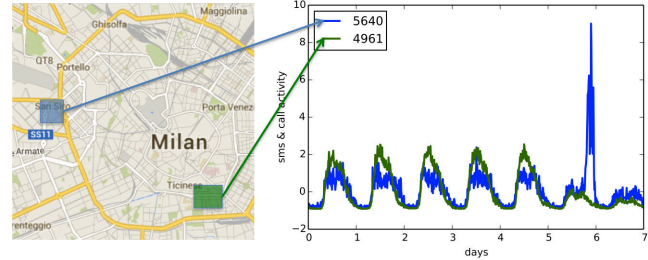 Maggiolina
Ghisolfa
QT8
Portello
San Siro
Porta Venez
SS11
Armate
Milan
Ticinese
renteggio
10
8
6
4
2
0
−2
sms & call activity
5640
4961
0 1 2 3 4 5 6 7
days